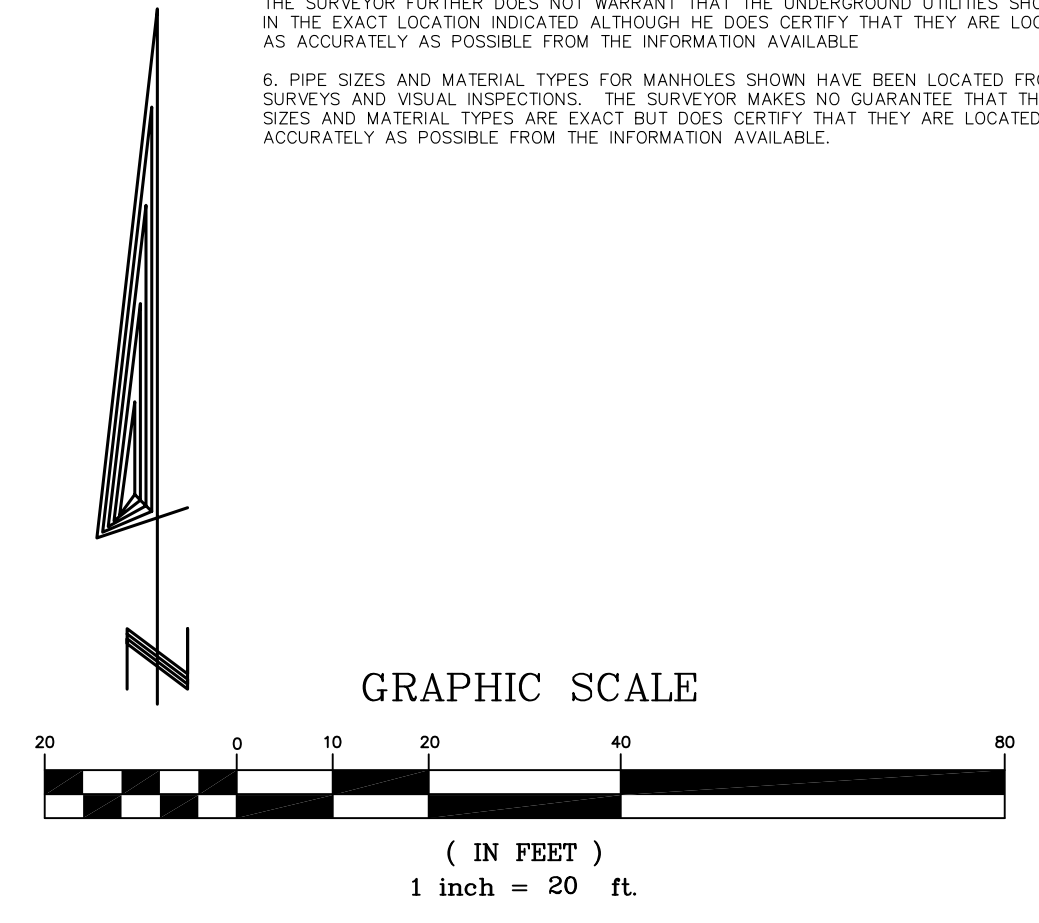 THE SURVEYOR FURTHER DOES NOT WARRANT THAT THE UNDERGROUND UTILITIES
IN THE EXACT LOCATION INDICATED ALTHOUGH HE DOES CERTIFY THAT THEY ARE
AS ACCURATELY AS POSSIBLE FROM THE INFORMATION AVAILABLE
6. PIPE SIZES AND MATERIAL TYPES FOR MANHOLES SHOWN HAVE BEEN LOCATED
SURVEYS AND VISUAL INSPECTIONS. THE SURVEYOR MAKES NO GUARANTEE THAT
SIZES AND MATERIAL TYPES ARE EXACT BUT DOES CERTIFY THAT THEY ARE LOCATED
ACCURATELY AS POSSIBLE FROM THE INFORMATION AVAILABLE.
N
GRAPHIC SCALE
20 0 10 20 40 80
( IN FEET )
1 inch = 20 ft.